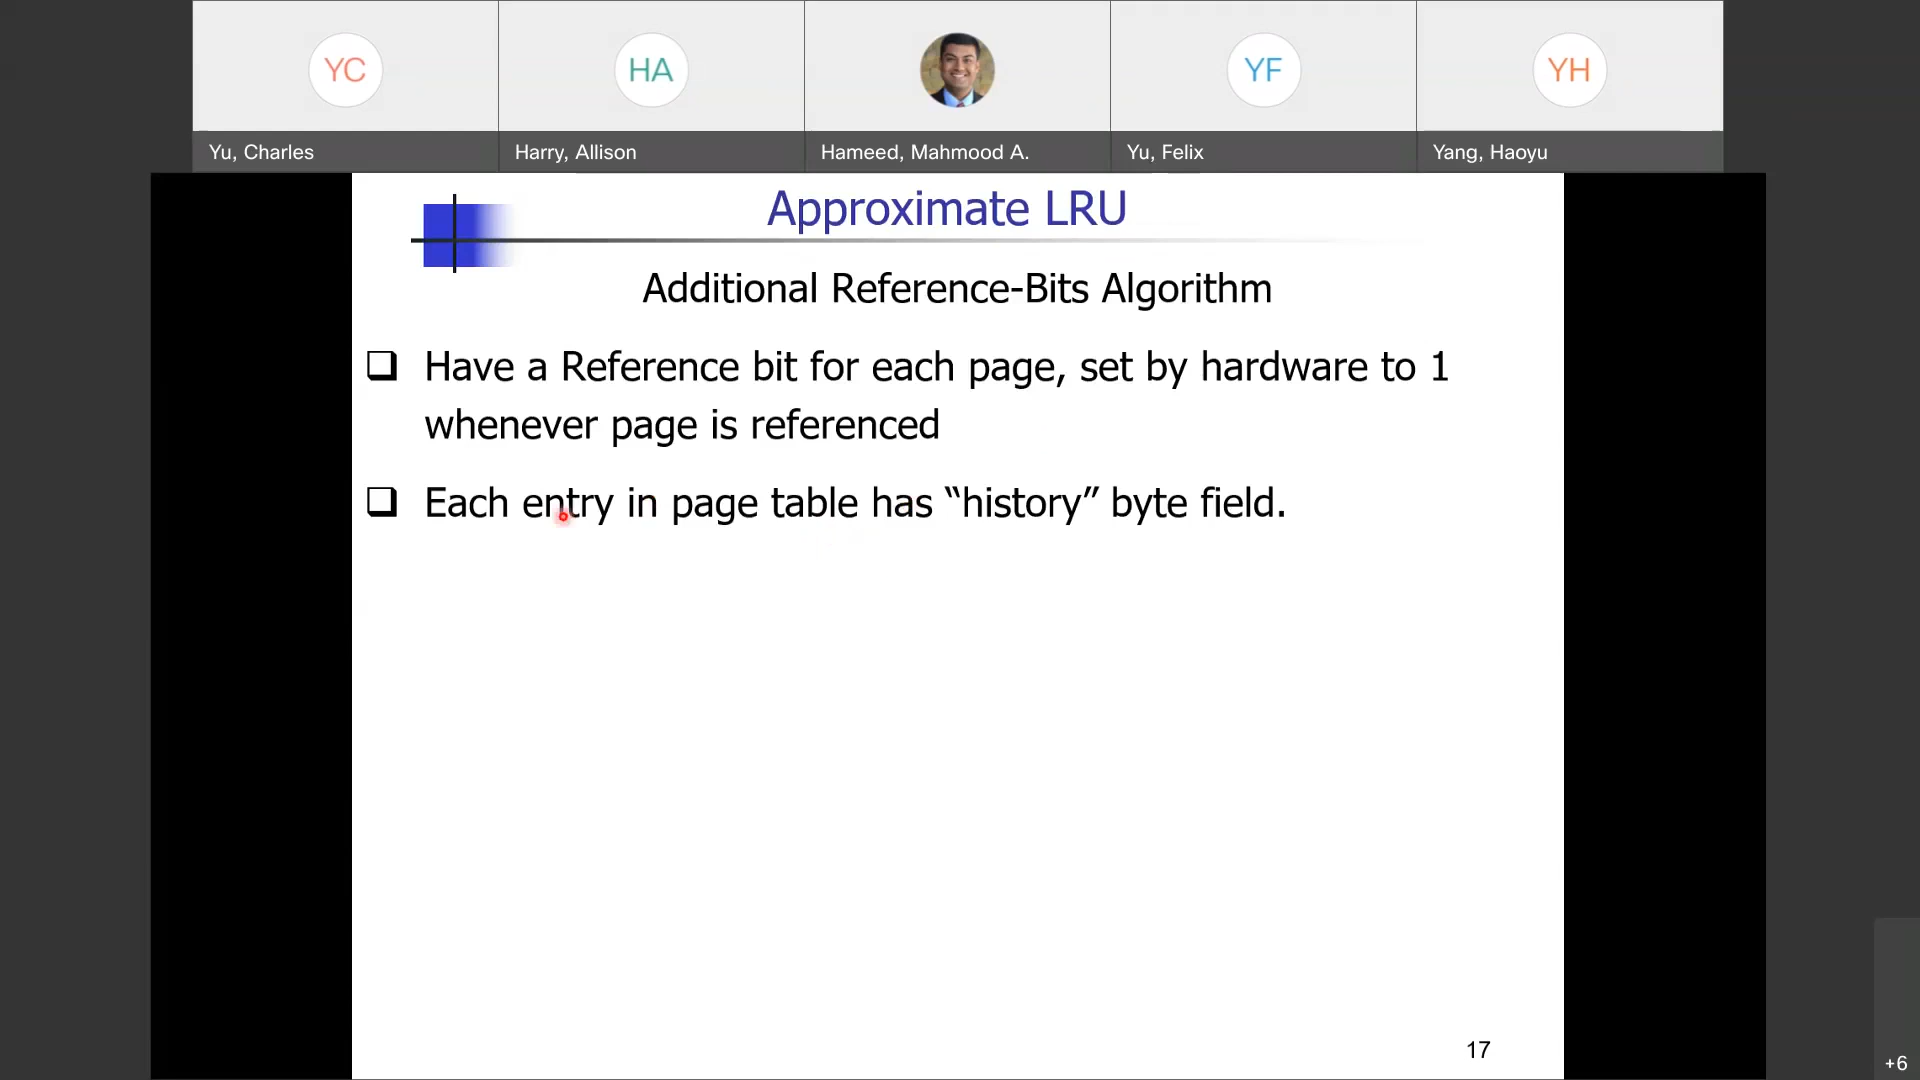 YC
HA
YF
YH
Yu, Charles
Harry, Allison
Hameed, Mahmood A.
Yu, Felix
Yang, Haoyu
Approximate LRU
Additional Reference-Bits Algorithm
Have a Reference bit for each page, set by hardware to 1
whenever page is referenced
Each entry in page table has “history” byte field.
17
+6